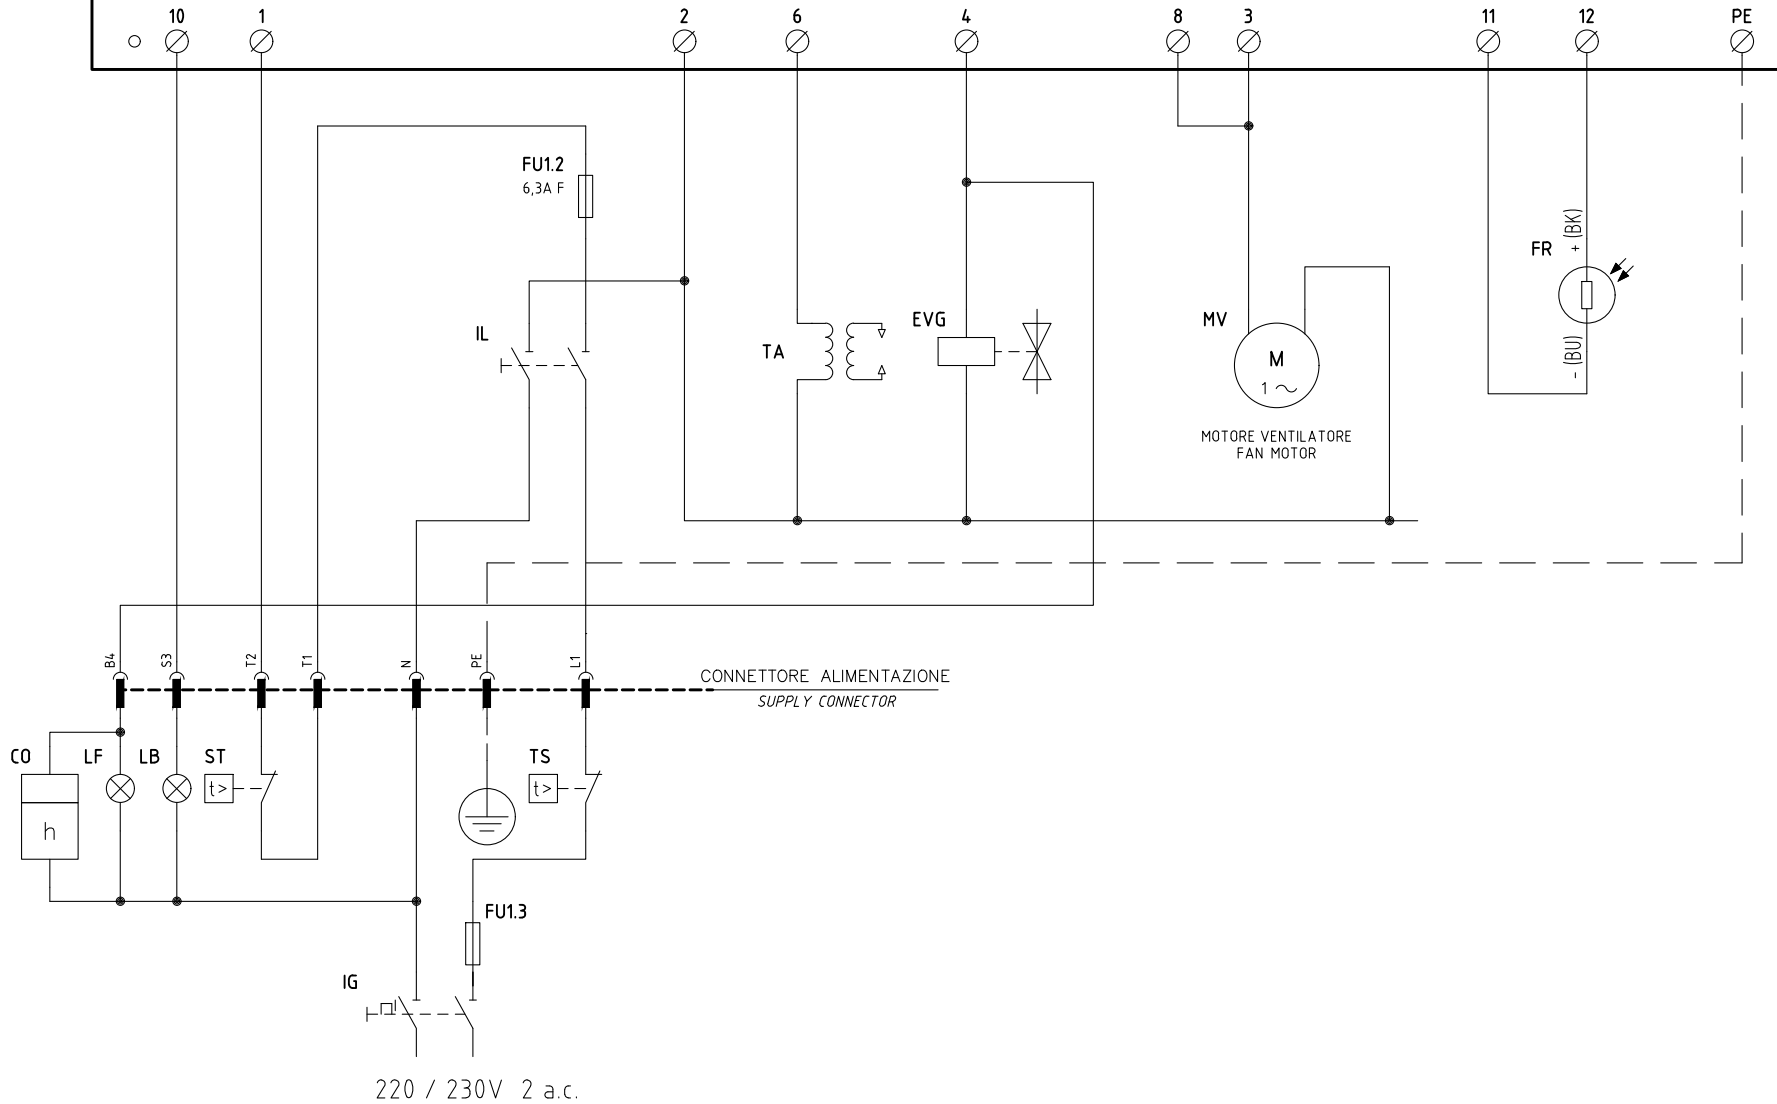 10 1 2 6 4 8 3 11 12 PE
FU1.2
6,3A F
IL
TA
EVG
MV
M
1
MOTORE VENTILATORE
FAN MOTOR
FR
+ (BK)
- (BU)
B4 S3 T2 T1 N PE L1
CONNETTORE ALIMENTAZIONE
SUPPLY CONNECTOR
CO LF LB ST TS
t> t>
h
FU1.3
IG
220 / 230V 2 a.c.